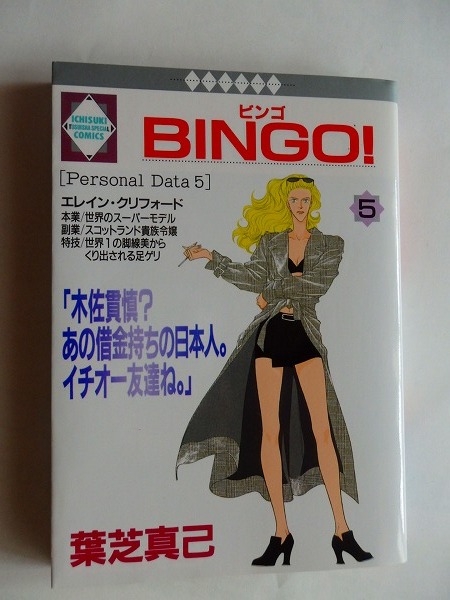 ICHISUKI
TSUKIHANA SPECIAL
COMICS
ビンゴ
BINGO!
[Personal Data 5]
5
エレイン・クリフォード
本業/世界のスーパーモデル
副業/スコットランド貴族令嬢
特技/世界1の脚線美から
くり出される足ゲリ
「木佐貫慎?
あの借金持ちの日本人。
イチオー友達ね。」
葉芝真己